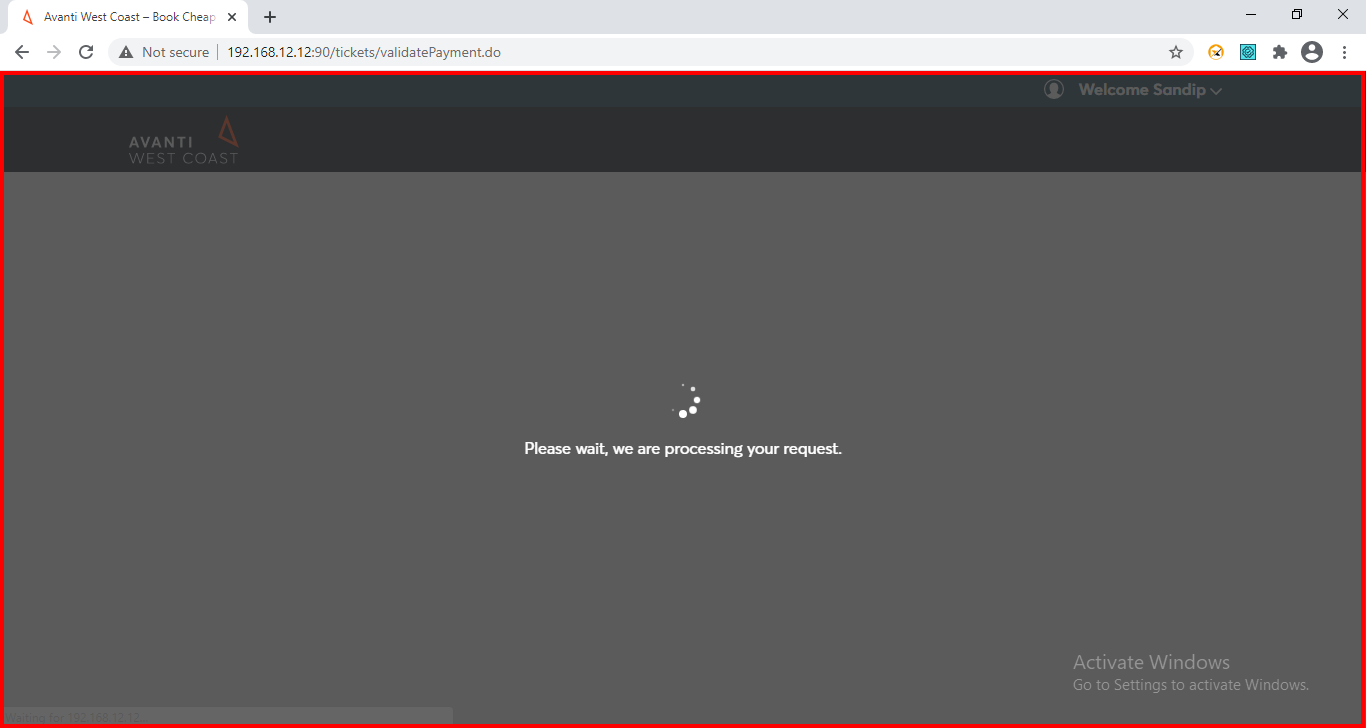 Avanti West Coast – Book Cheap
Not secure
192.168.12.12:90/tickets/validatePayment.do
Welcome Sandip
AVANTI
WEST COAST
Please wait, we are processing your request.
Activate Windows
Go to Settings to activate Windows.
Waiting for 192.168.12.12...